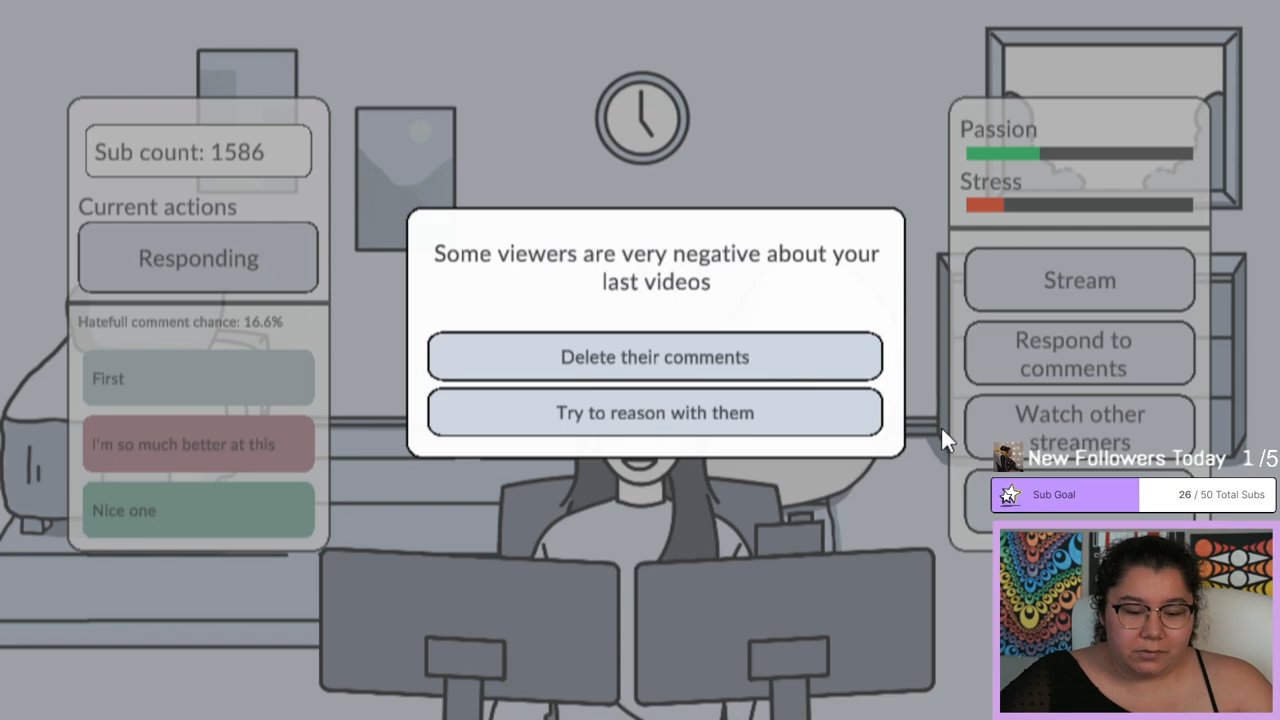 Sub count: 1586
Current actions
Responding
Hatefull comment chance: 16.6%
First
I'm so much better at this
Nice one
Some viewers are very negative about your
last videos
Delete their comments
Try to reason with them
Passion
Stress
Stream
Respond to
comments
Watch other
streamers
New Followers Today 1 /5
Sub Goal 26 / 50 Total Subs